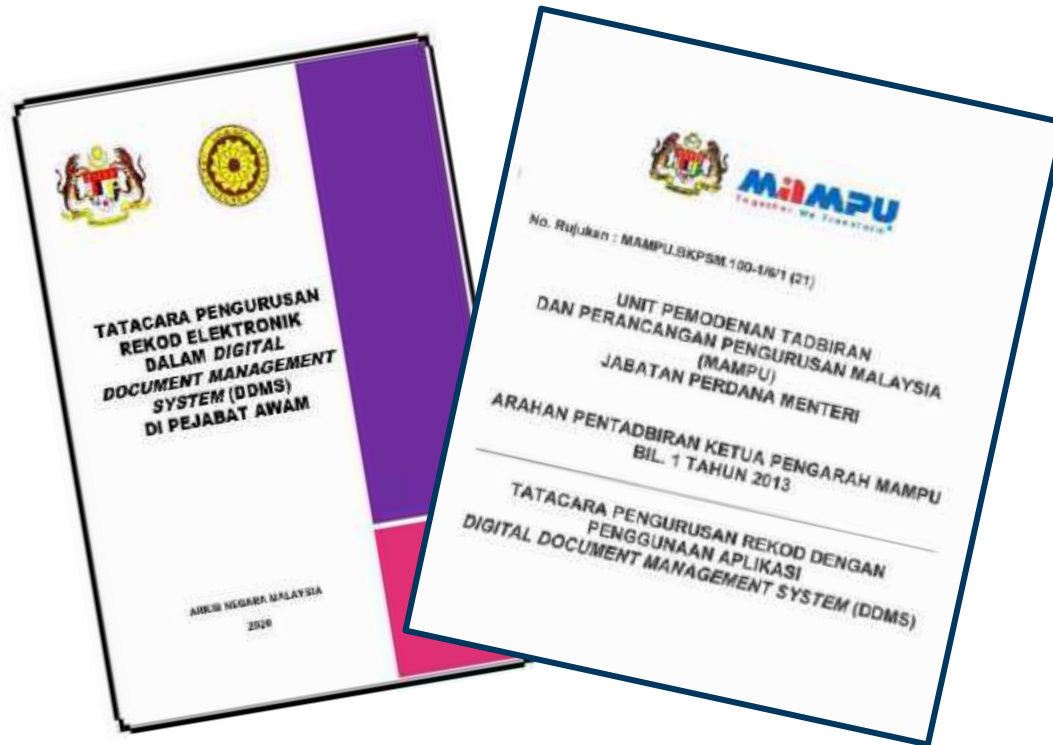 TATACARA PENGURUSAN
REKOD ELEKTRONIK
DALAM DIGITAL
DOCUMENT MANAGEMENT
SYSTEM (DDMS)
DI PEJABAT AWAM
ARKIB NEGARA MALAYSIA
2020
MAMPU
Together We Transform
No. Rujukan : MAMPU.BKPSM.100-1/6/1 (21)
UNIT PEMODENAN TADBIRAN
DAN PERANCANGAN PENGURUSAN MALAYSIA
(MAMPU)
JABATAN PERDANA MENTERI
ARAHAN PENTADBIRAN KETUA PENGARAH MAMPU
BIL. 1 TAHUN 2013
TATACARA PENGURUSAN REKOD DENGAN
PENGGUNAAN APLIKASI
DIGITAL DOCUMENT MANAGEMENT SYSTEM (DDMS)